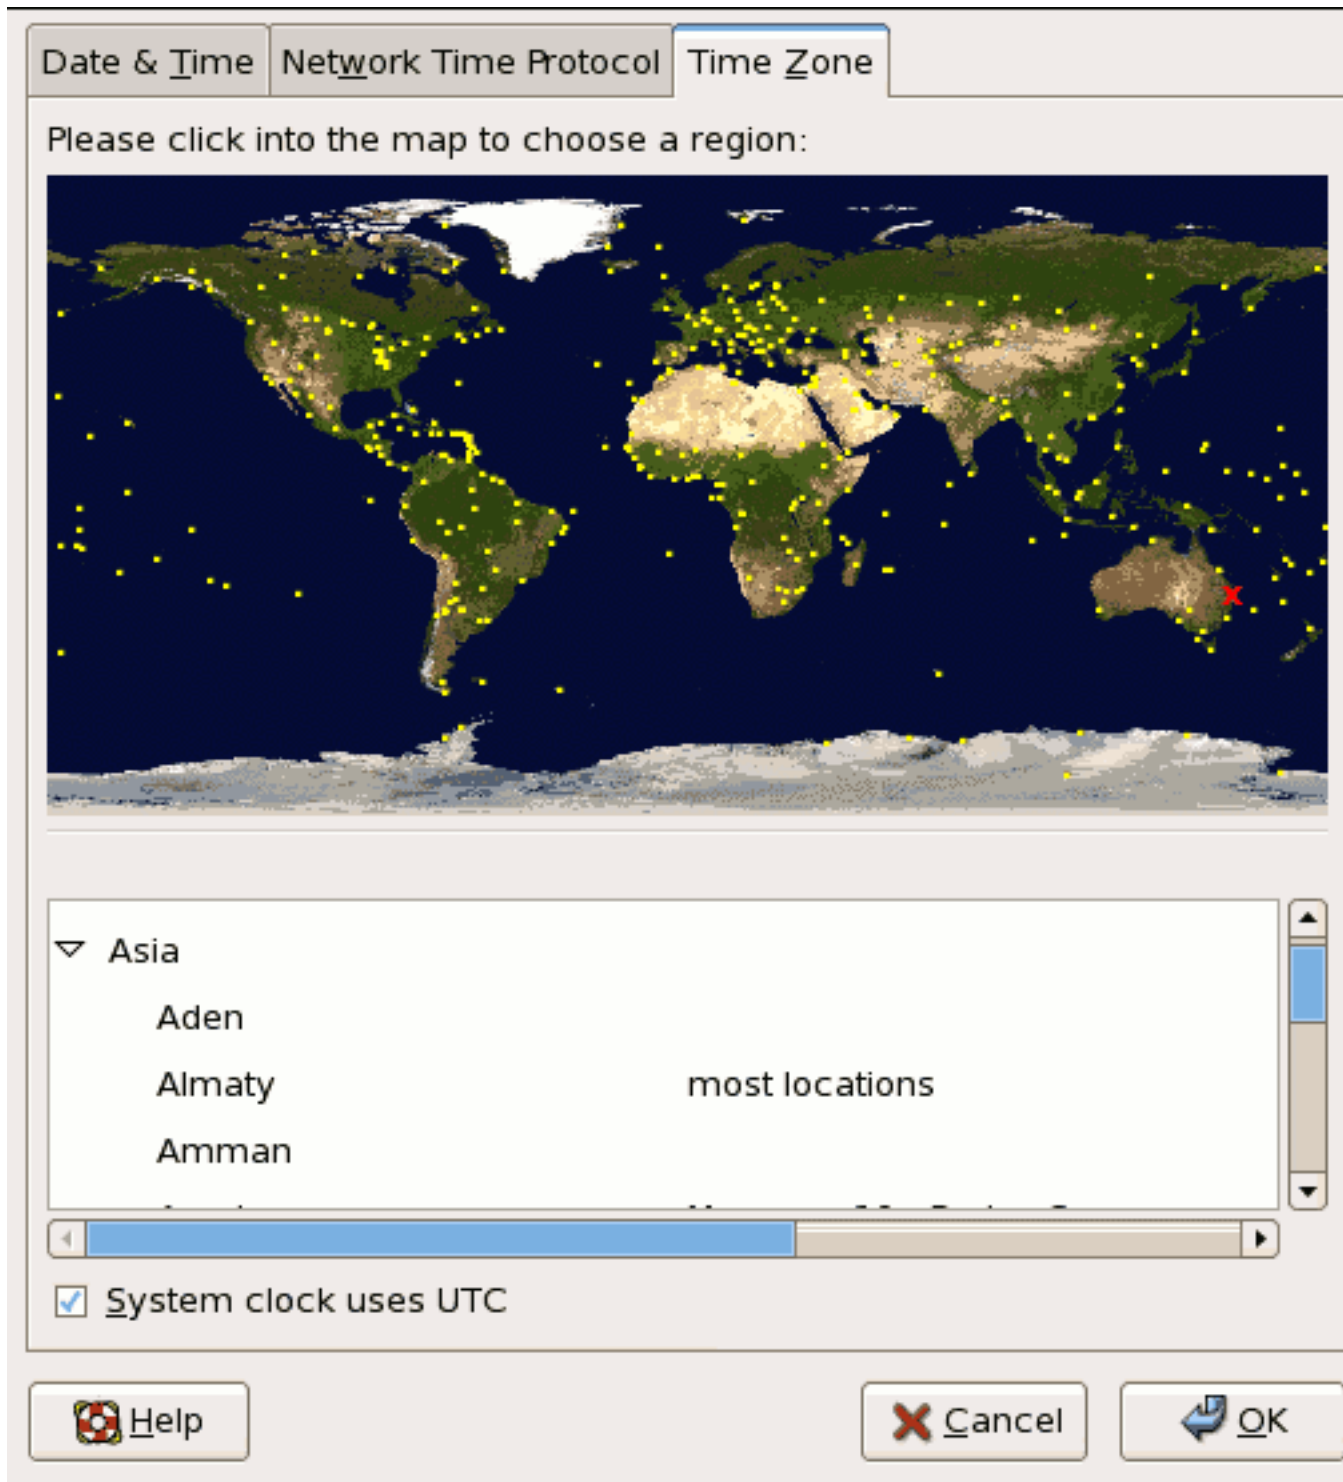 Date & Time Network Time Protocol Time Zone
Please click into the map to choose a region:
Asia
Aden
Almaty most locations
Amman
System clock uses UTC
Help Cancel OK